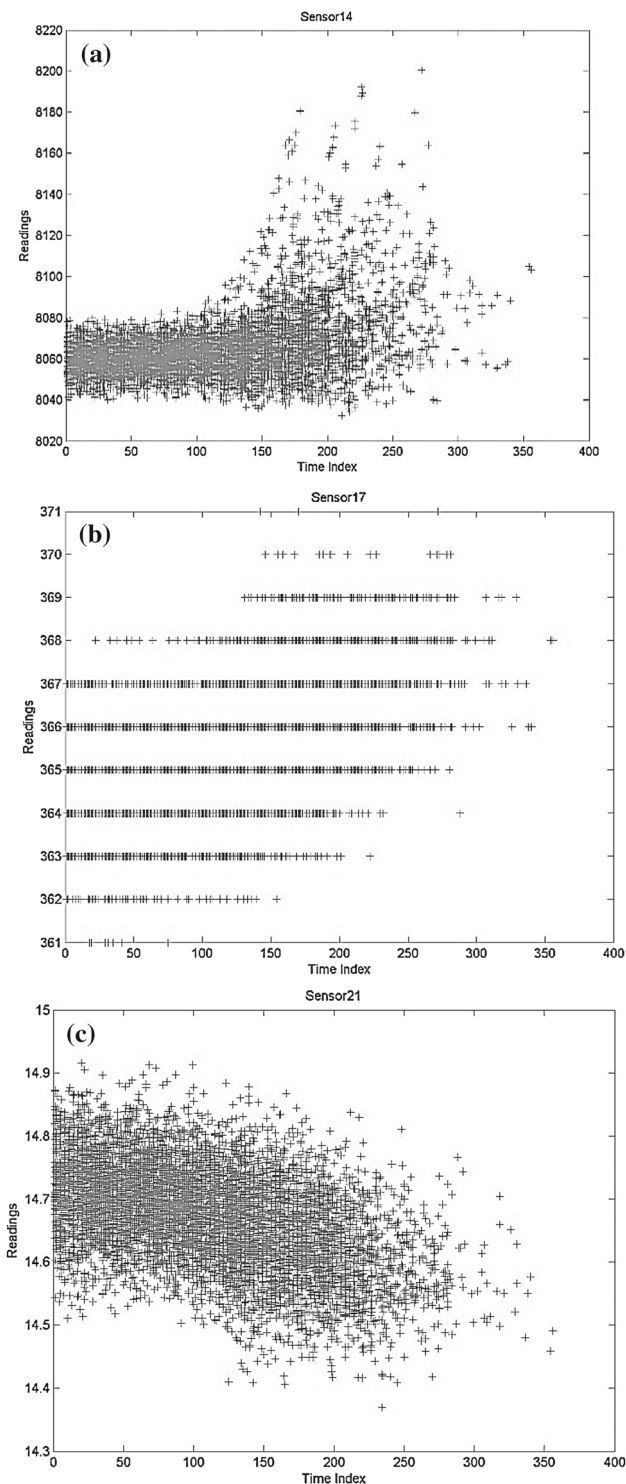 Sensor14
(a)
8220
8200
8180
8160
8140
8120
8100
8080
8060
8040
8020
Readings
0 50 100 150 200 250 300 350 400
Time Index
Sensor17
(b)
371
370
369
368
367
366
365
364
363
362
361
Readings
0 50 100 150 200 250 300 350 400
Time Index
Sensor21
(c)
15
14.9
14.8
14.7
14.6
14.5
14.4
14.3
Readings
0 50 100 150 200 250 300 350 400
Time Index